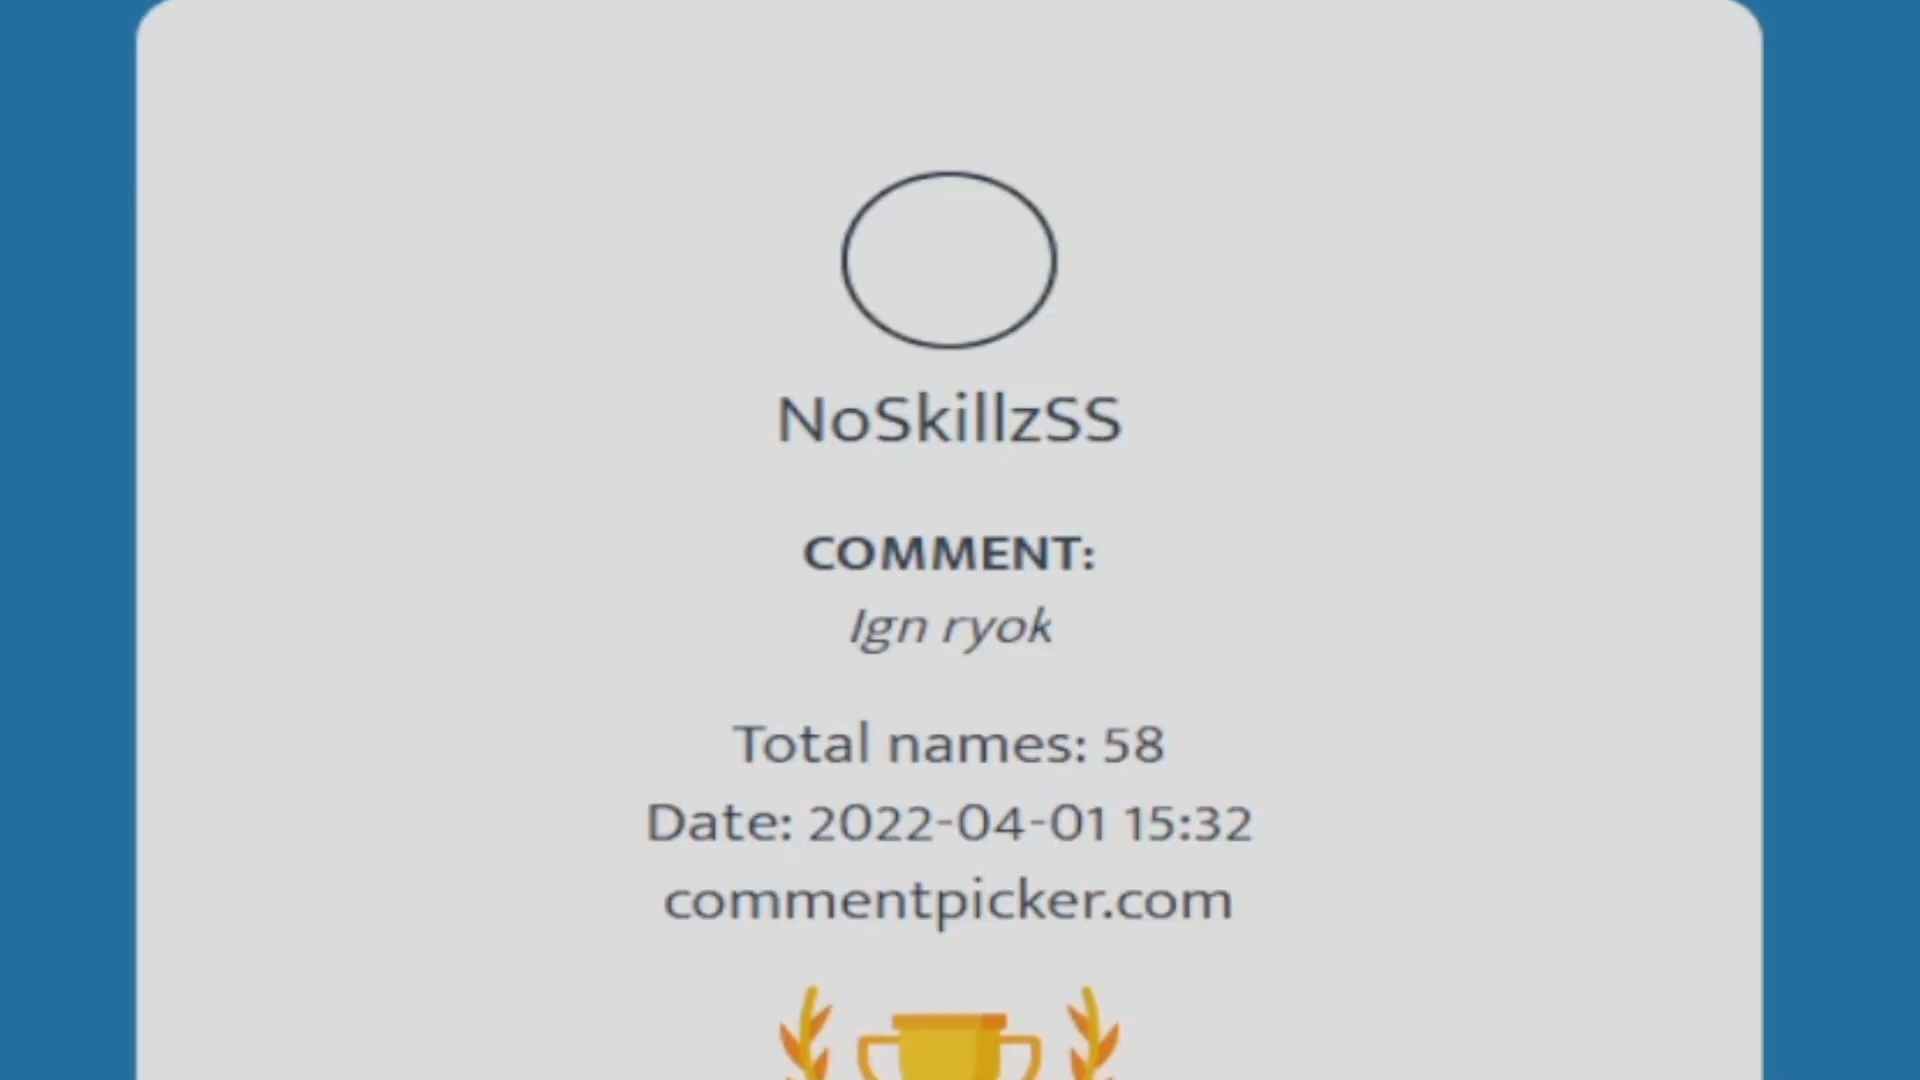 NoSkillzSS
COMMENT:
Ign ryok
Total names: 58
Date: 2022-04-01 15:32
commentpicker.com